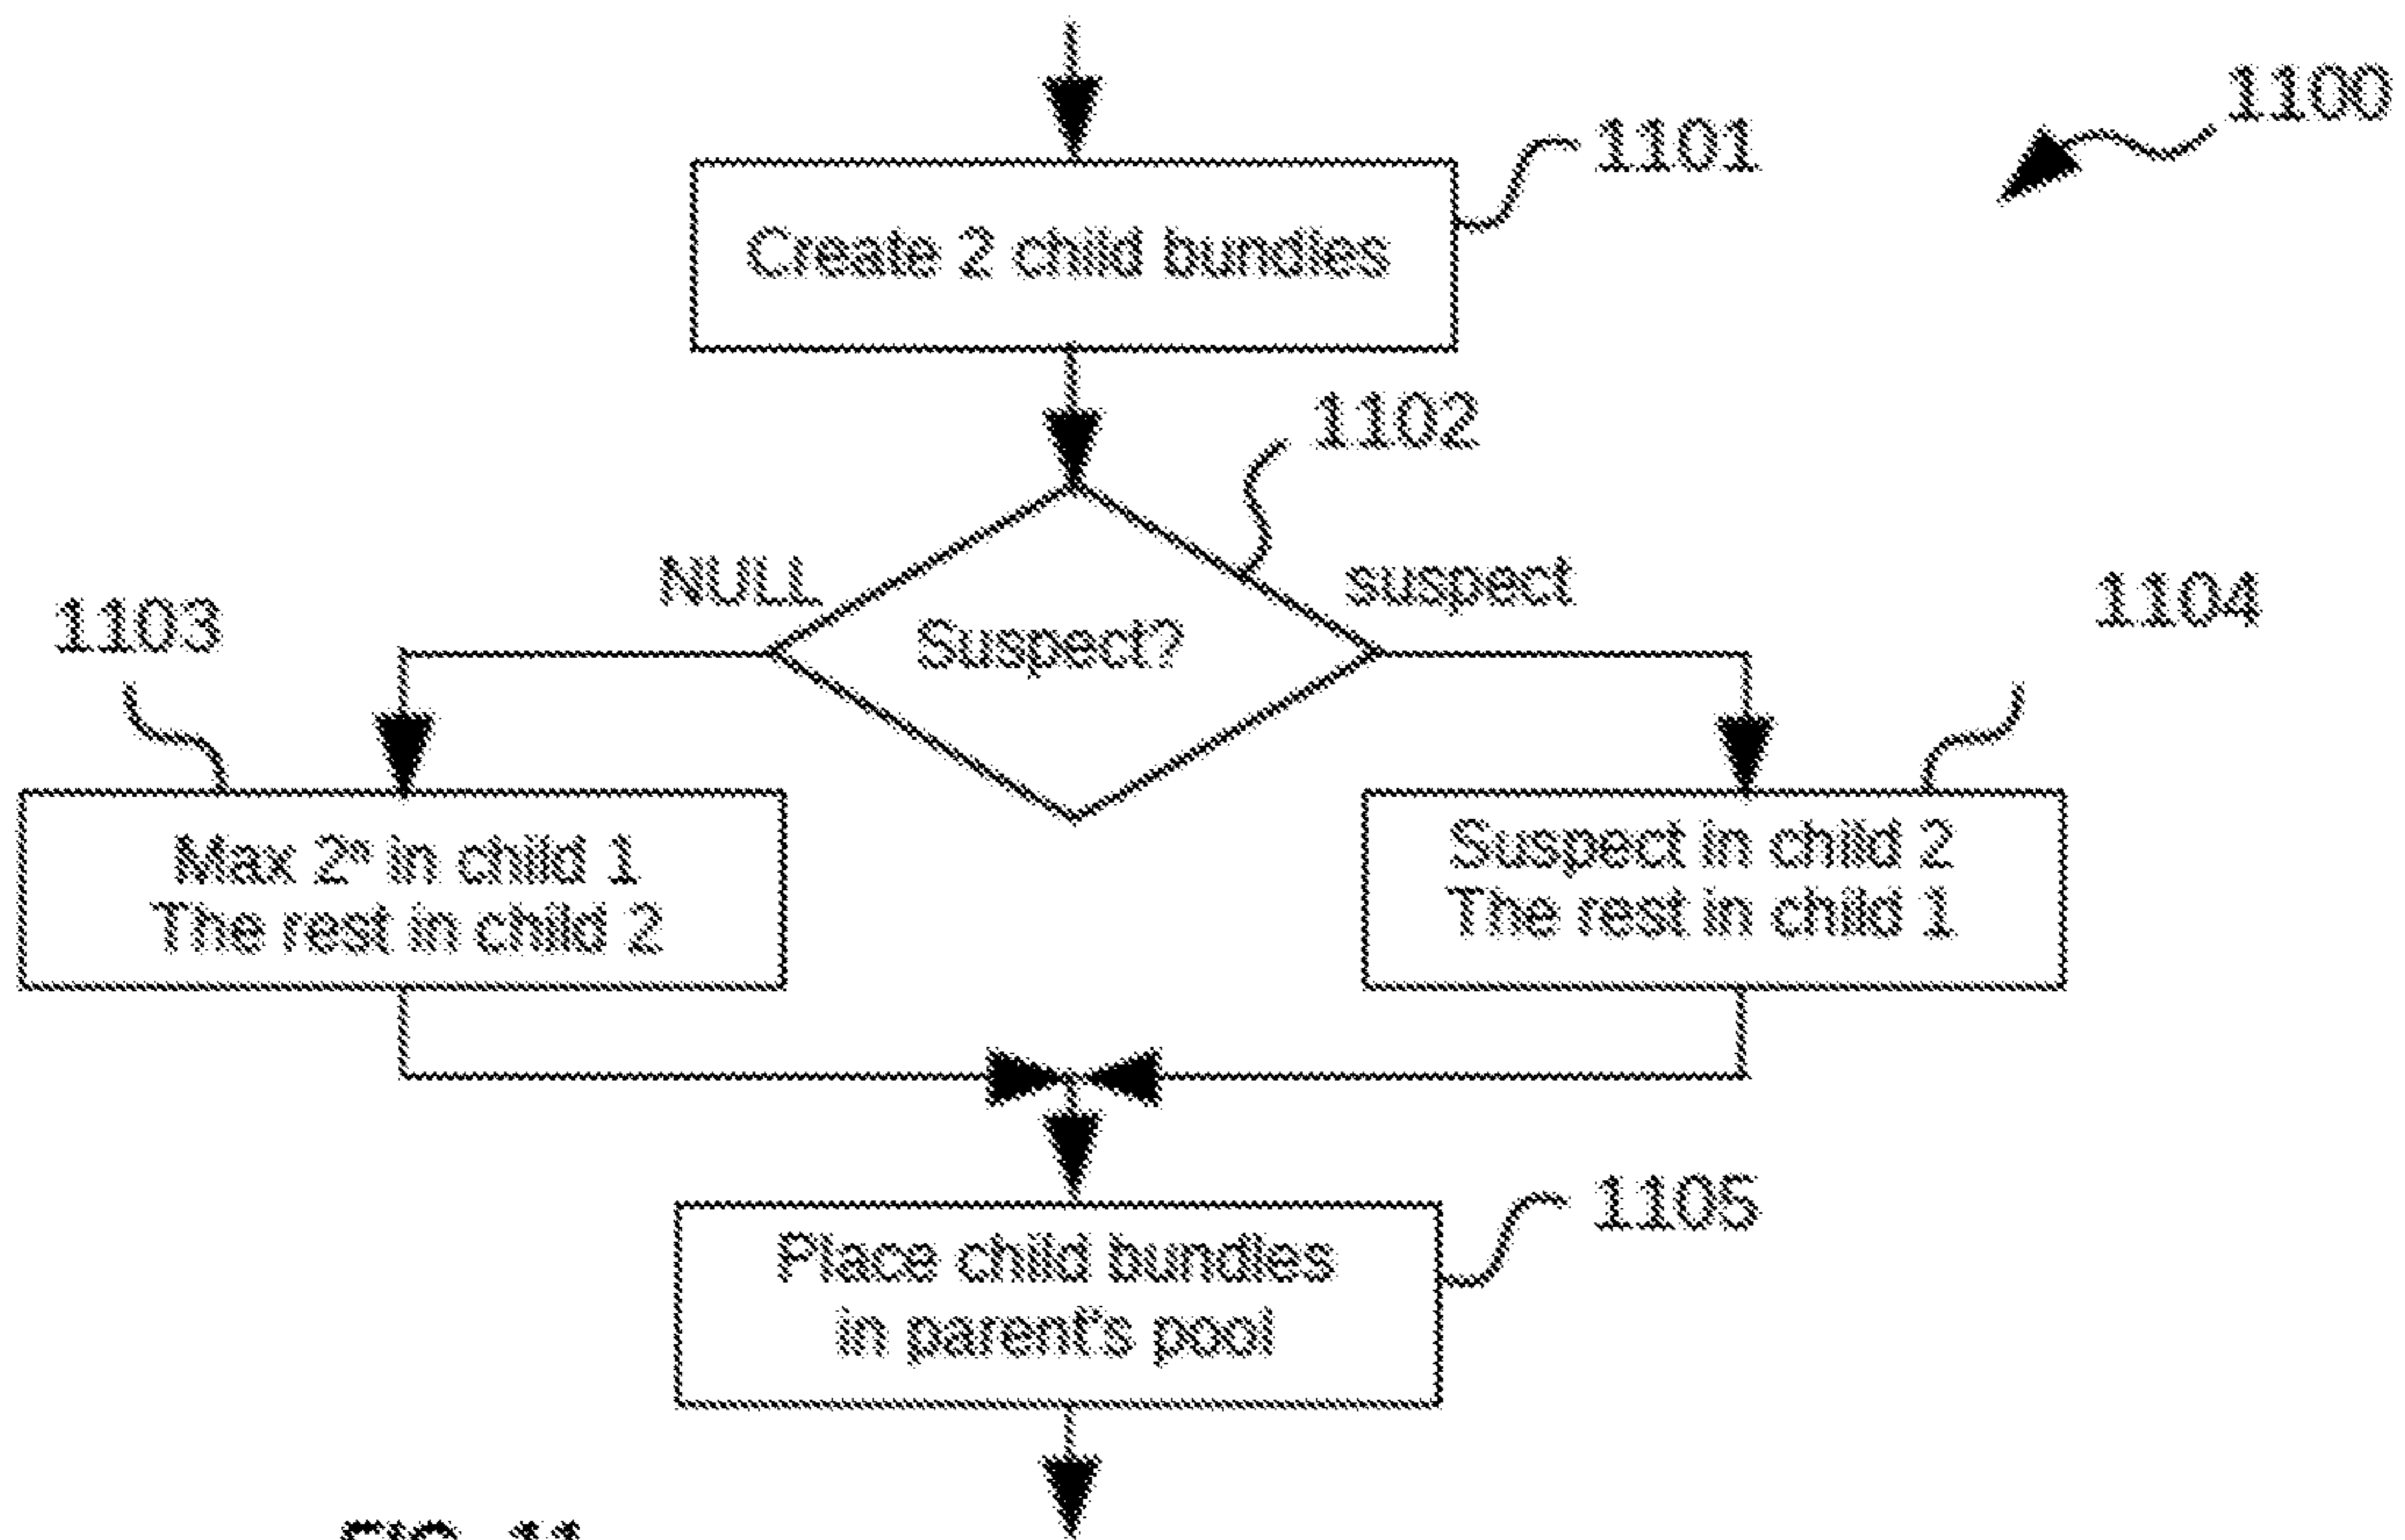 1100
1101
Create 2 child bundles
1102
NULL
suspect
Suspect?
1103
1104
Max 2ⁿ in child 1
The rest in child 2
Suspect in child 2
The rest in child 1
1105
Place child bundles
in parent's pool
FIG. 11